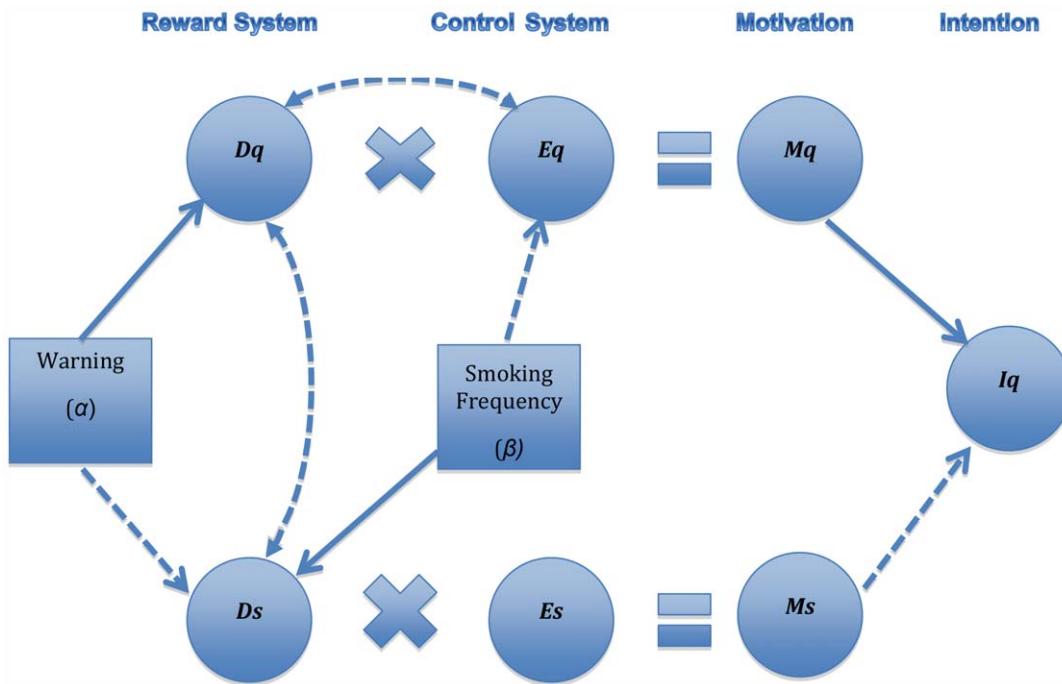 Reward System Control System Motivation Intention
Dq Eq Mq
Warning
(α)
Smoking
Frequency
(β)
Iq
Ds Es Ms